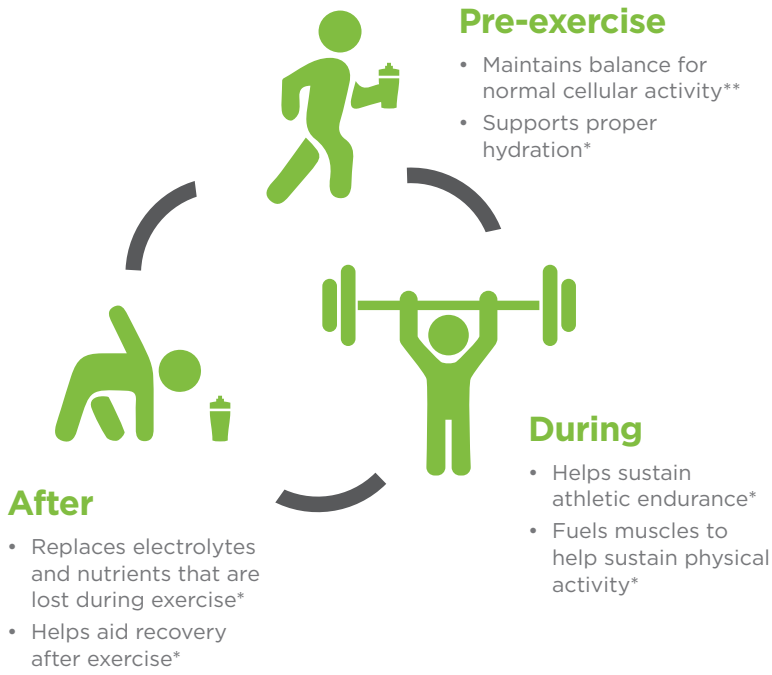 Pre-exercise
• Maintains balance for
normal cellular activity**
• Supports proper
hydration*
During
• Helps sustain
athletic endurance*
• Fuels muscles to
help sustain physical
activity*
After
• Replaces electrolytes
and nutrients that are
lost during exercise*
• Helps aid recovery
after exercise*